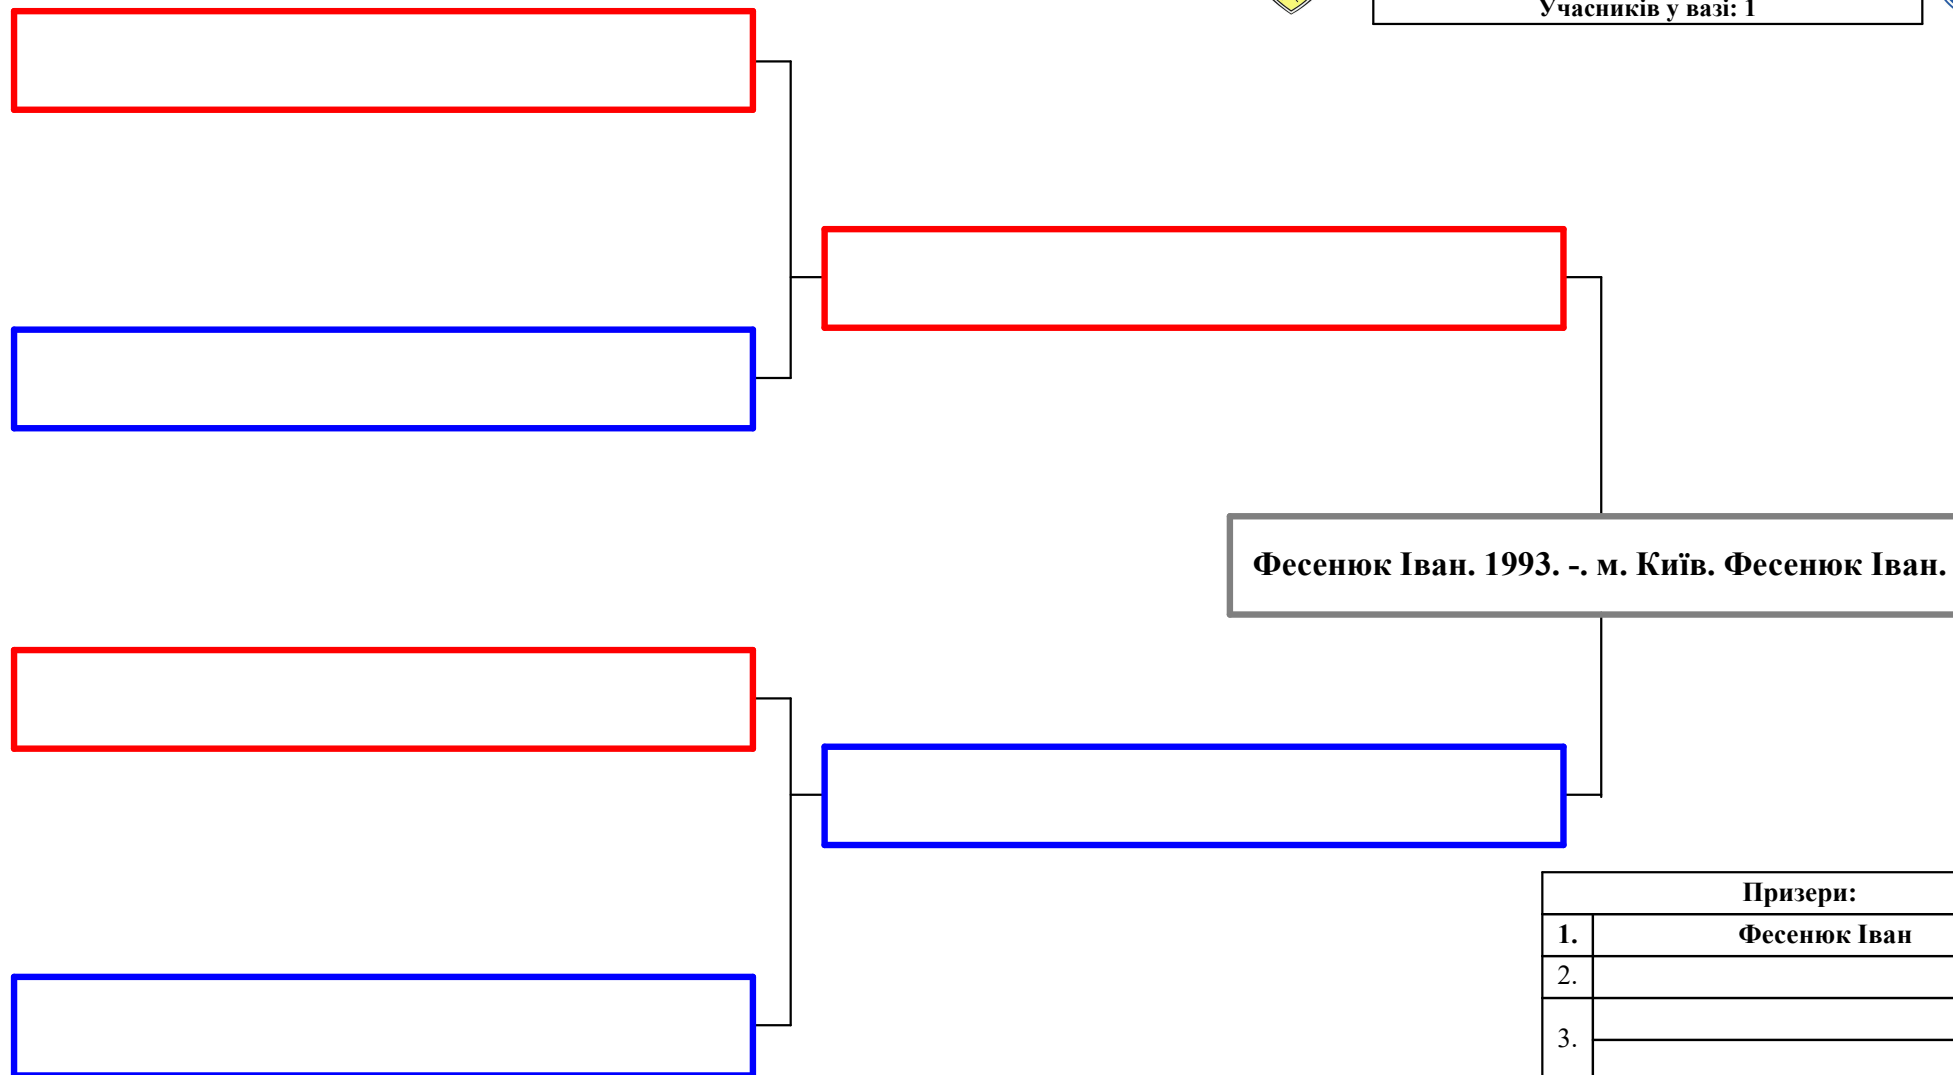 Учасників у вазі: 1
Фесенюк Іван. 1993. -. м. Київ. Фесенюк Іван.
Призери:
1. Фесенюк Іван
2.
3.